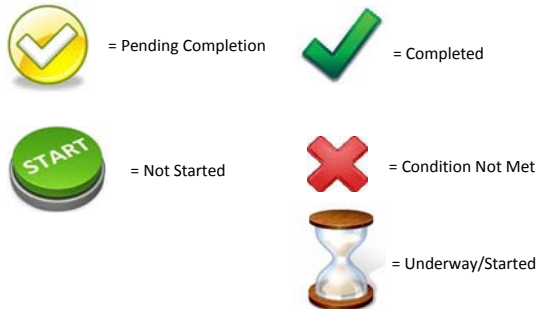 = Pending Completion
= Completed
START
= Not Started
= Condition Not Met
= Underway/Started